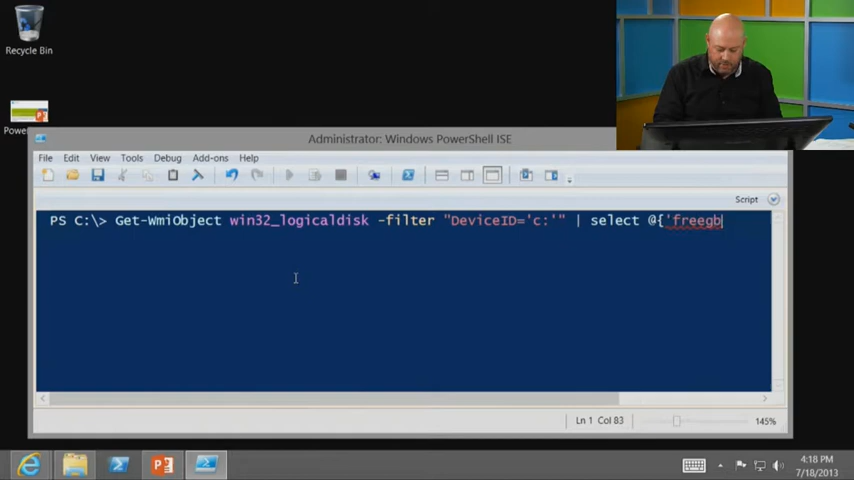 Recycle Bin
Power
Administrator: Windows PowerShell ISE
File Edit View Tools Debug Add-ons Help
Script
PS C:\> Get-WmiObject win32_logicaldisk -filter "DeviceID='c:'" | select @{'freegb
Ln 1 Col 83
145%
4:18 PM
7/18/2013